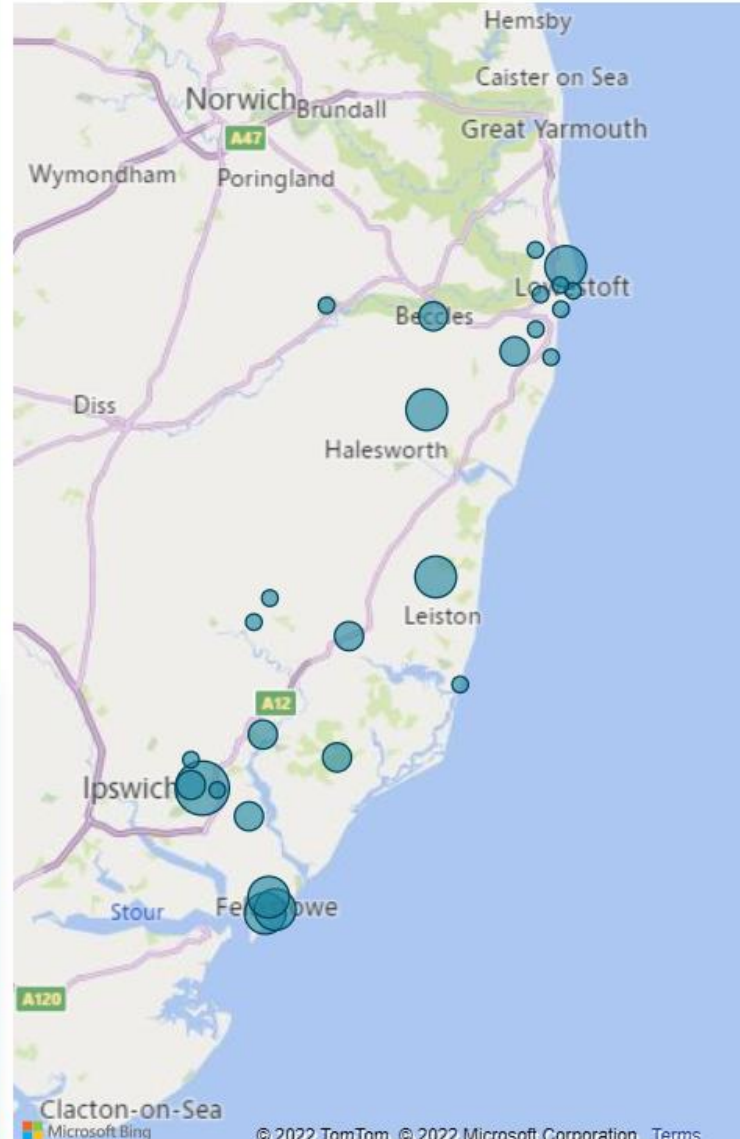 Hemsby
Caister on Sea
Norwich
Brundall
Great Yarmouth
A47
Wymondham
Poringland
Lowestoft
Beccles
Diss
Halesworth
Leiston
A12
Ipswich
Stour
Felixstowe
A120
Clacton-on-Sea
Microsoft Bing
© 2022 TomTom, © 2022 Microsoft Corporation Terms